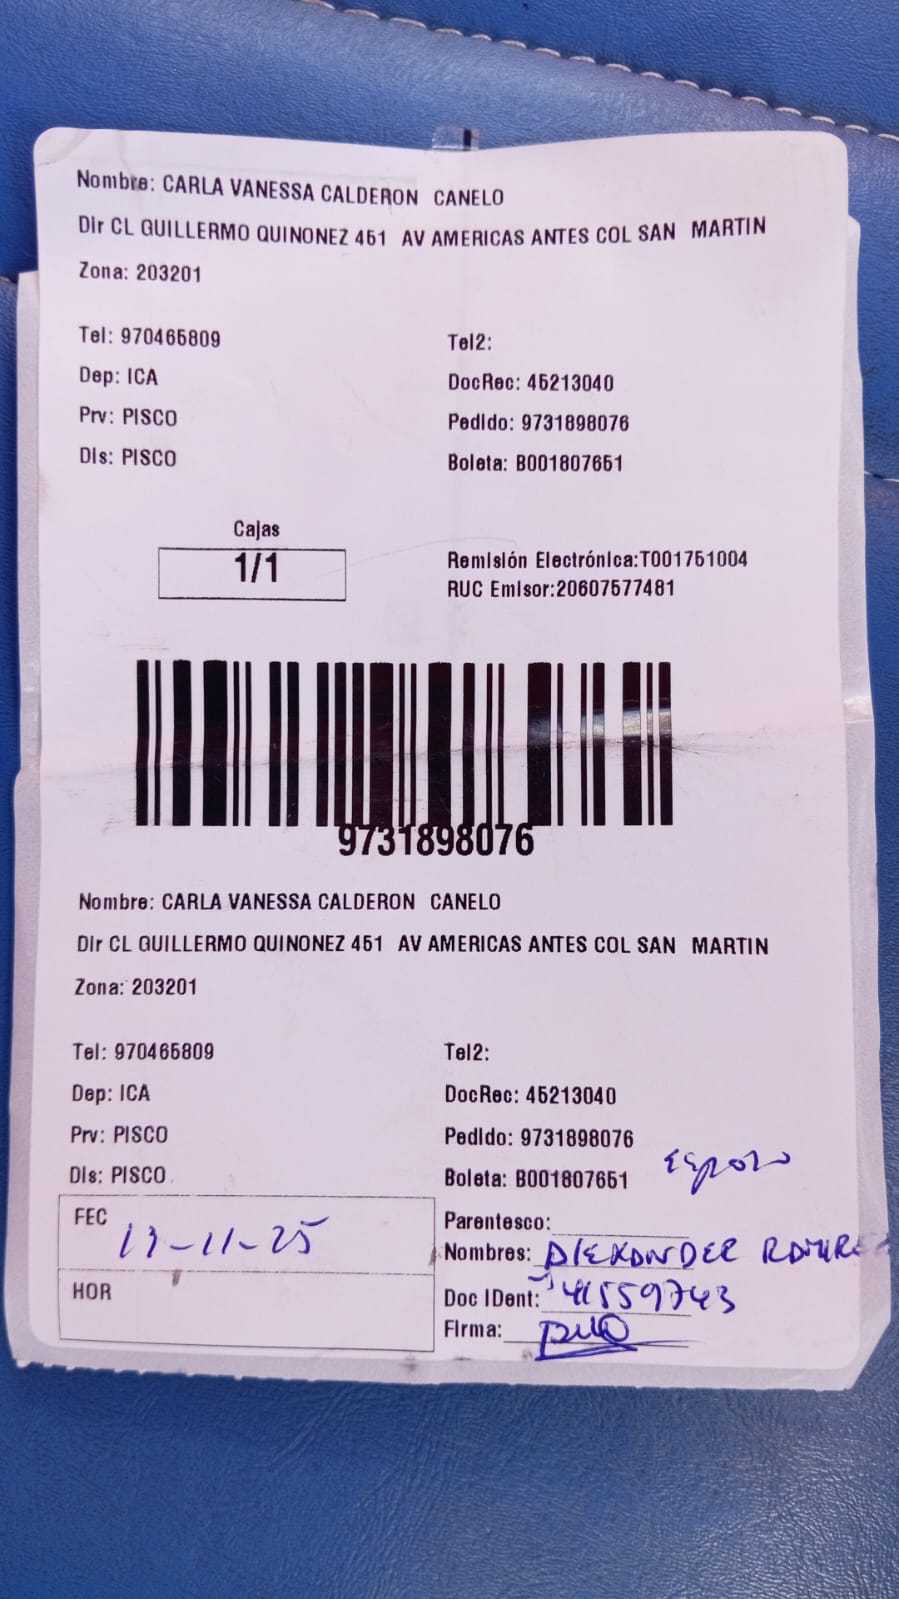 Nombre: CARLA VANESSA CALDERON CANELO
Dir CL GUILLERMO QUINONEZ 451 AV AMERICAS ANTES COL SAN MARTIN
Zona: 203201
Tel: 970465809 Tel2:
Dep: ICA DocRec: 45213040
Prv: PISCO Pedido: 9731898076
Dis: PISCO Boleta: B001807651
Cajas
1/1
Remisión Electrónica:T001751004
RUC Emisor:20607577481
9731898076
Nombre: CARLA VANESSA CALDERON CANELO
Dir CL GUILLERMO QUINONEZ 451 AV AMERICAS ANTES COL SAN MARTIN
Zona: 203201
Tel: 970465809 Tel2:
Dep: ICA DocRec: 45213040
Prv: PISCO Pedido: 9731898076
Dis: PISCO Boleta: B001807651
esposo
FEC Parentesco:
Nombres: ALEXANDER
HOR Doc IDent: 41559743
Firma: